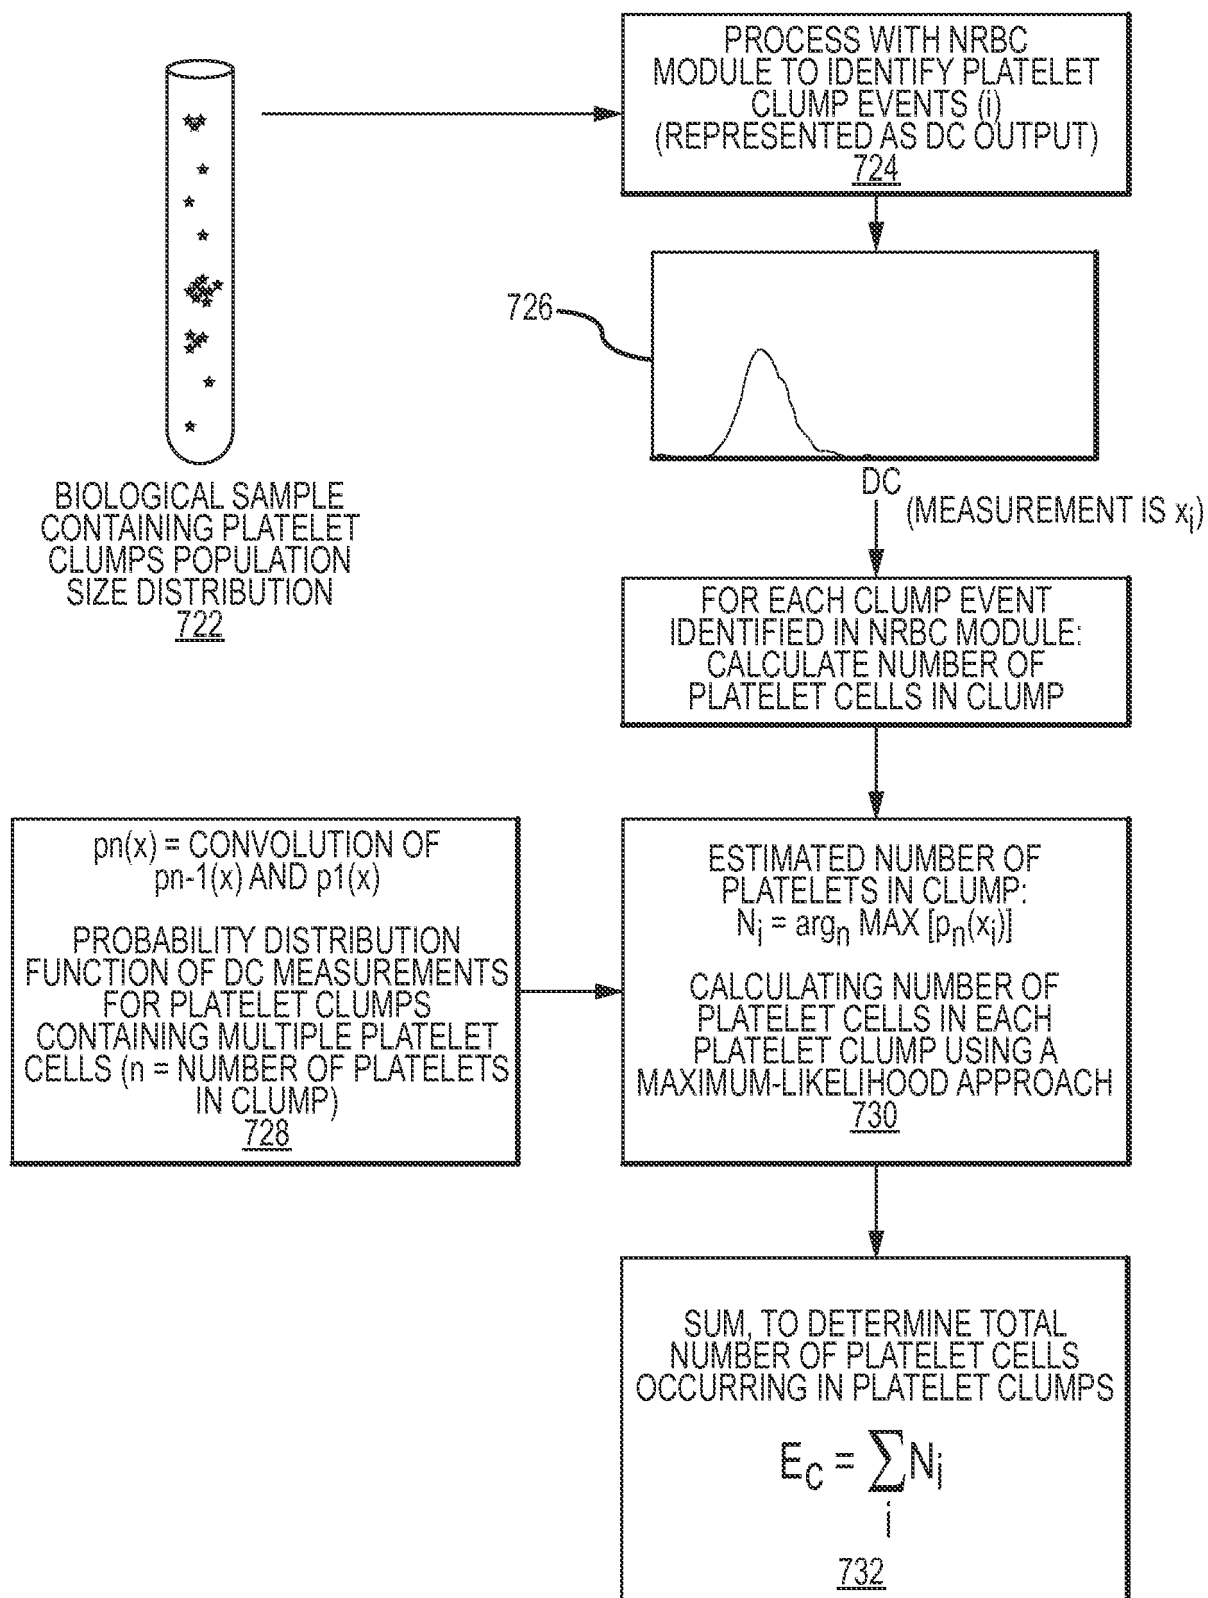 PROCESS WITH NRBC
MODULE TO IDENTIFY PLATELET
CLUMP EVENTS (i)
(REPRESENTED AS DC OUTPUT)
724
726
DC
(MEASUREMENT IS xi)
BIOLOGICAL SAMPLE
CONTAINING PLATELET
CLUMPS POPULATION
SIZE DISTRIBUTION
722
FOR EACH CLUMP EVENT
IDENTIFIED IN NRBC MODULE:
CALCULATE NUMBER OF
PLATELET CELLS IN CLUMP
pn(x) = CONVOLUTION OF
pn-1(x) AND p1(x)
PROBABILITY DISTRIBUTION
FUNCTION OF DC MEASUREMENTS
FOR PLATELET CLUMPS
CONTAINING MULTIPLE PLATELET
CELLS (n = NUMBER OF PLATELETS
IN CLUMP)
728
ESTIMATED NUMBER OF
PLATELETS IN CLUMP:
Ni = argn MAX [pn(xi)]
CALCULATING NUMBER OF
PLATELET CELLS IN EACH
PLATELET CLUMP USING A
MAXIMUM-LIKELIHOOD APPROACH
730
SUM, TO DETERMINE TOTAL
NUMBER OF PLATELET CELLS
OCCURRING IN PLATELET CLUMPS
EC = ∑Ni
i
732